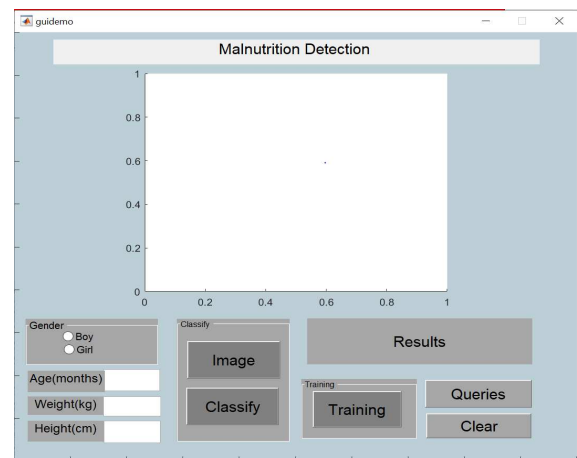 guidemo
Malnutrition Detection
1
0.8
0.6
0.4
0.2
0
0 0.2 0.4 0.6 0.8 1
Gender
Boy
Girl
Age(months)
Weight(kg)
Height(cm)
Classify
Image
Classify
Results
Training
Training
Queries
Clear